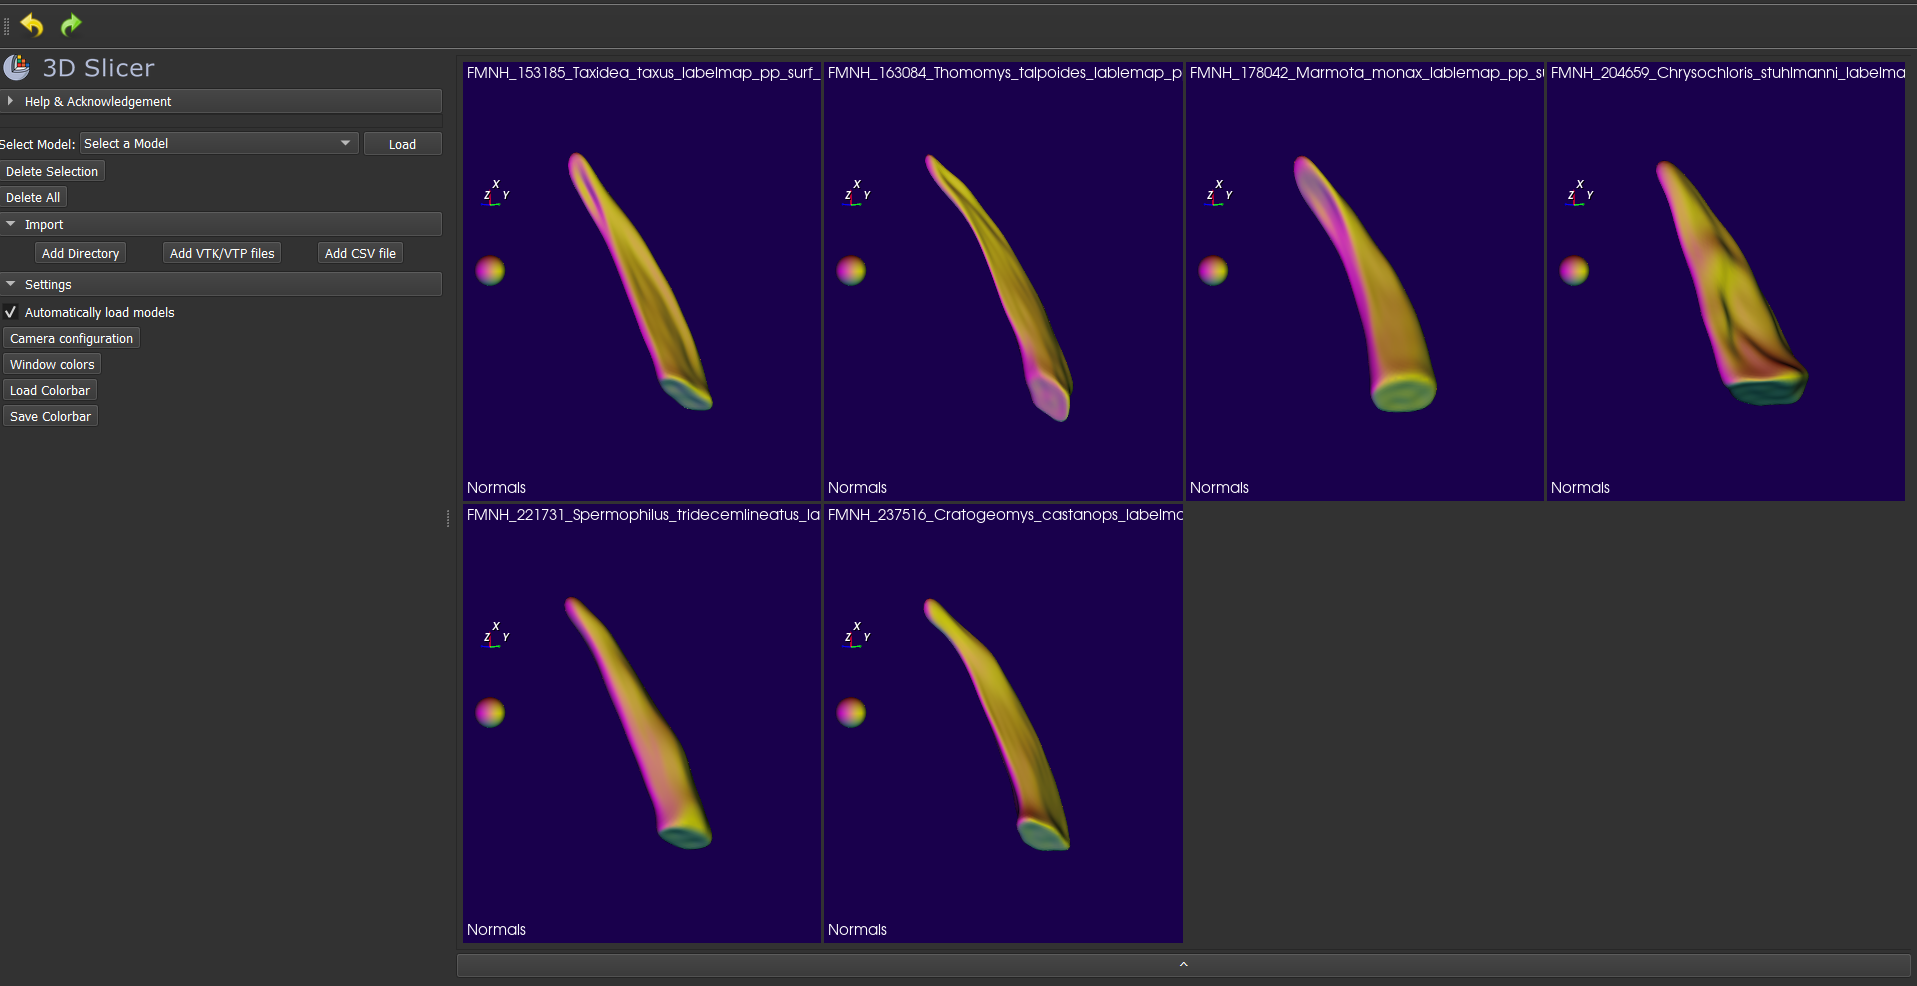 3D Slicer
Help & Acknowledgement
Select Model: Select a Model Load
Delete Selection
Delete All
Import
Add Directory Add VTK/VTP files Add CSV file
Settings
Automatically load models
Camera configuration
Window colors
Load Colorbar
Save Colorbar
FMNH_153185_Taxidea_taxus_labelmap_pp_surf_
X
Z Y
Normals
FMNH_163084_Thomomys_talpoides_lablemap_p
X
Z Y
Normals
FMNH_178042_Marmota_monax_lablemap_pp_su
X
Z Y
Normals
FMNH_204659_Chrysochloris_stuhlmanni_labelma
X
Z Y
Normals
FMNH_221731_Spermophilus_tridecemlineatus_la
X
Z Y
Normals
FMNH_237516_Cratogeomys_castanops_labelma
X
Z Y
Normals